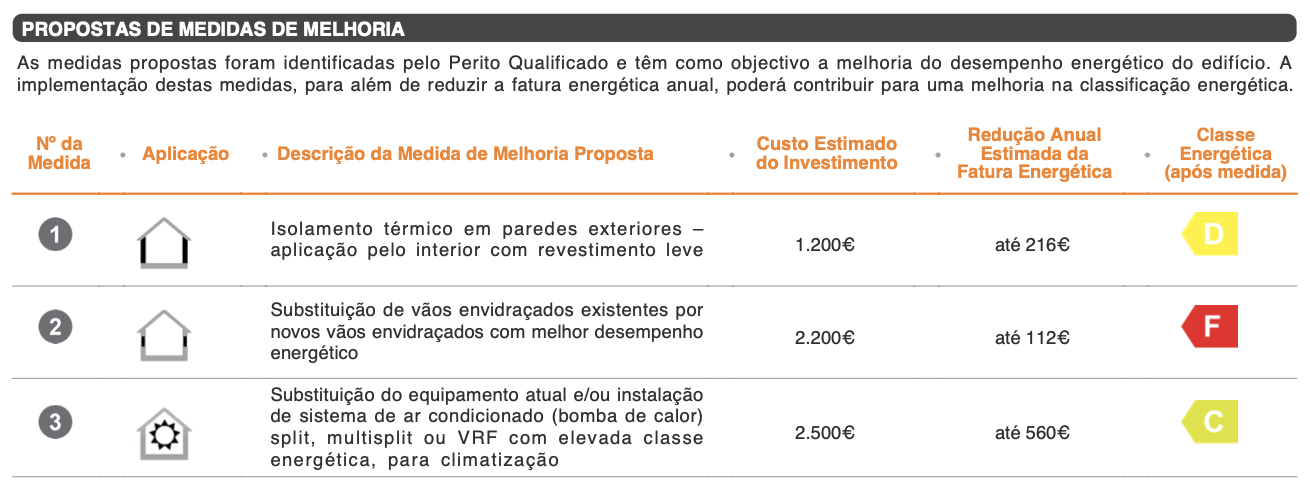 PROPOSTAS DE MEDIDAS DE MELHORIA
As medidas propostas foram identificadas pelo Perito Qualificado e têm como objectivo a melhoria do desempenho energético do edifício. A
implementação destas medidas, para além de reduzir a fatura energética anual, poderá contribuir para uma melhoria na classificação energética.
Nº da
Medida
Aplicação
Descrição da Medida de Melhoria Proposta
Custo Estimado
do Investimento
Redução Anual
Estimada da
Fatura Energética
Classe
Energética
(após medida)
1
Isolamento térmico em paredes exteriores –
aplicação pelo interior com revestimento leve
1.200€
até 216€
D
2
Substituição de vãos envidraçados existentes por
novos vãos envidraçados com melhor desempenho
energético
2.200€
até 112€
F
3
Substituição do equipamento atual e/ou instalação
de sistema de ar condicionado (bomba de calor)
split, multisplit ou VRF com elevada classe
energética, para climatização
2.500€
até 560€
C